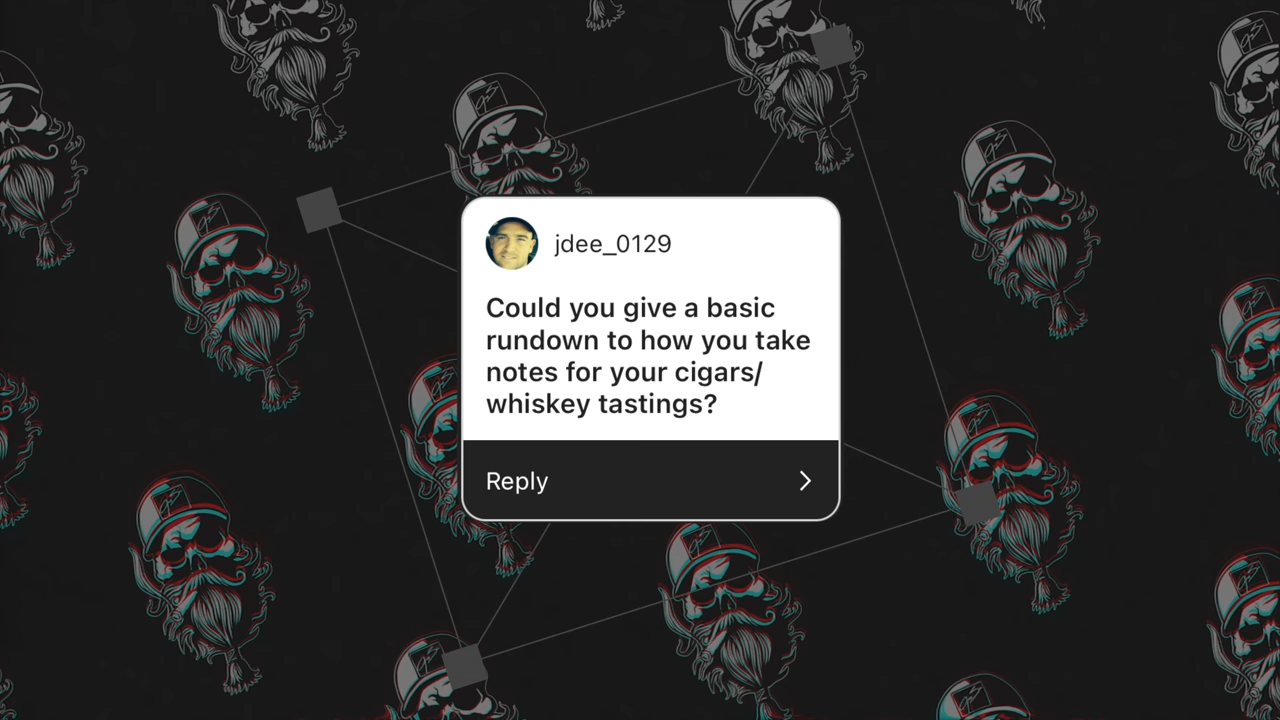 jdee_0129
Could you give a basic
rundown to how you take
notes for your cigars/
whiskey tastings?
Reply